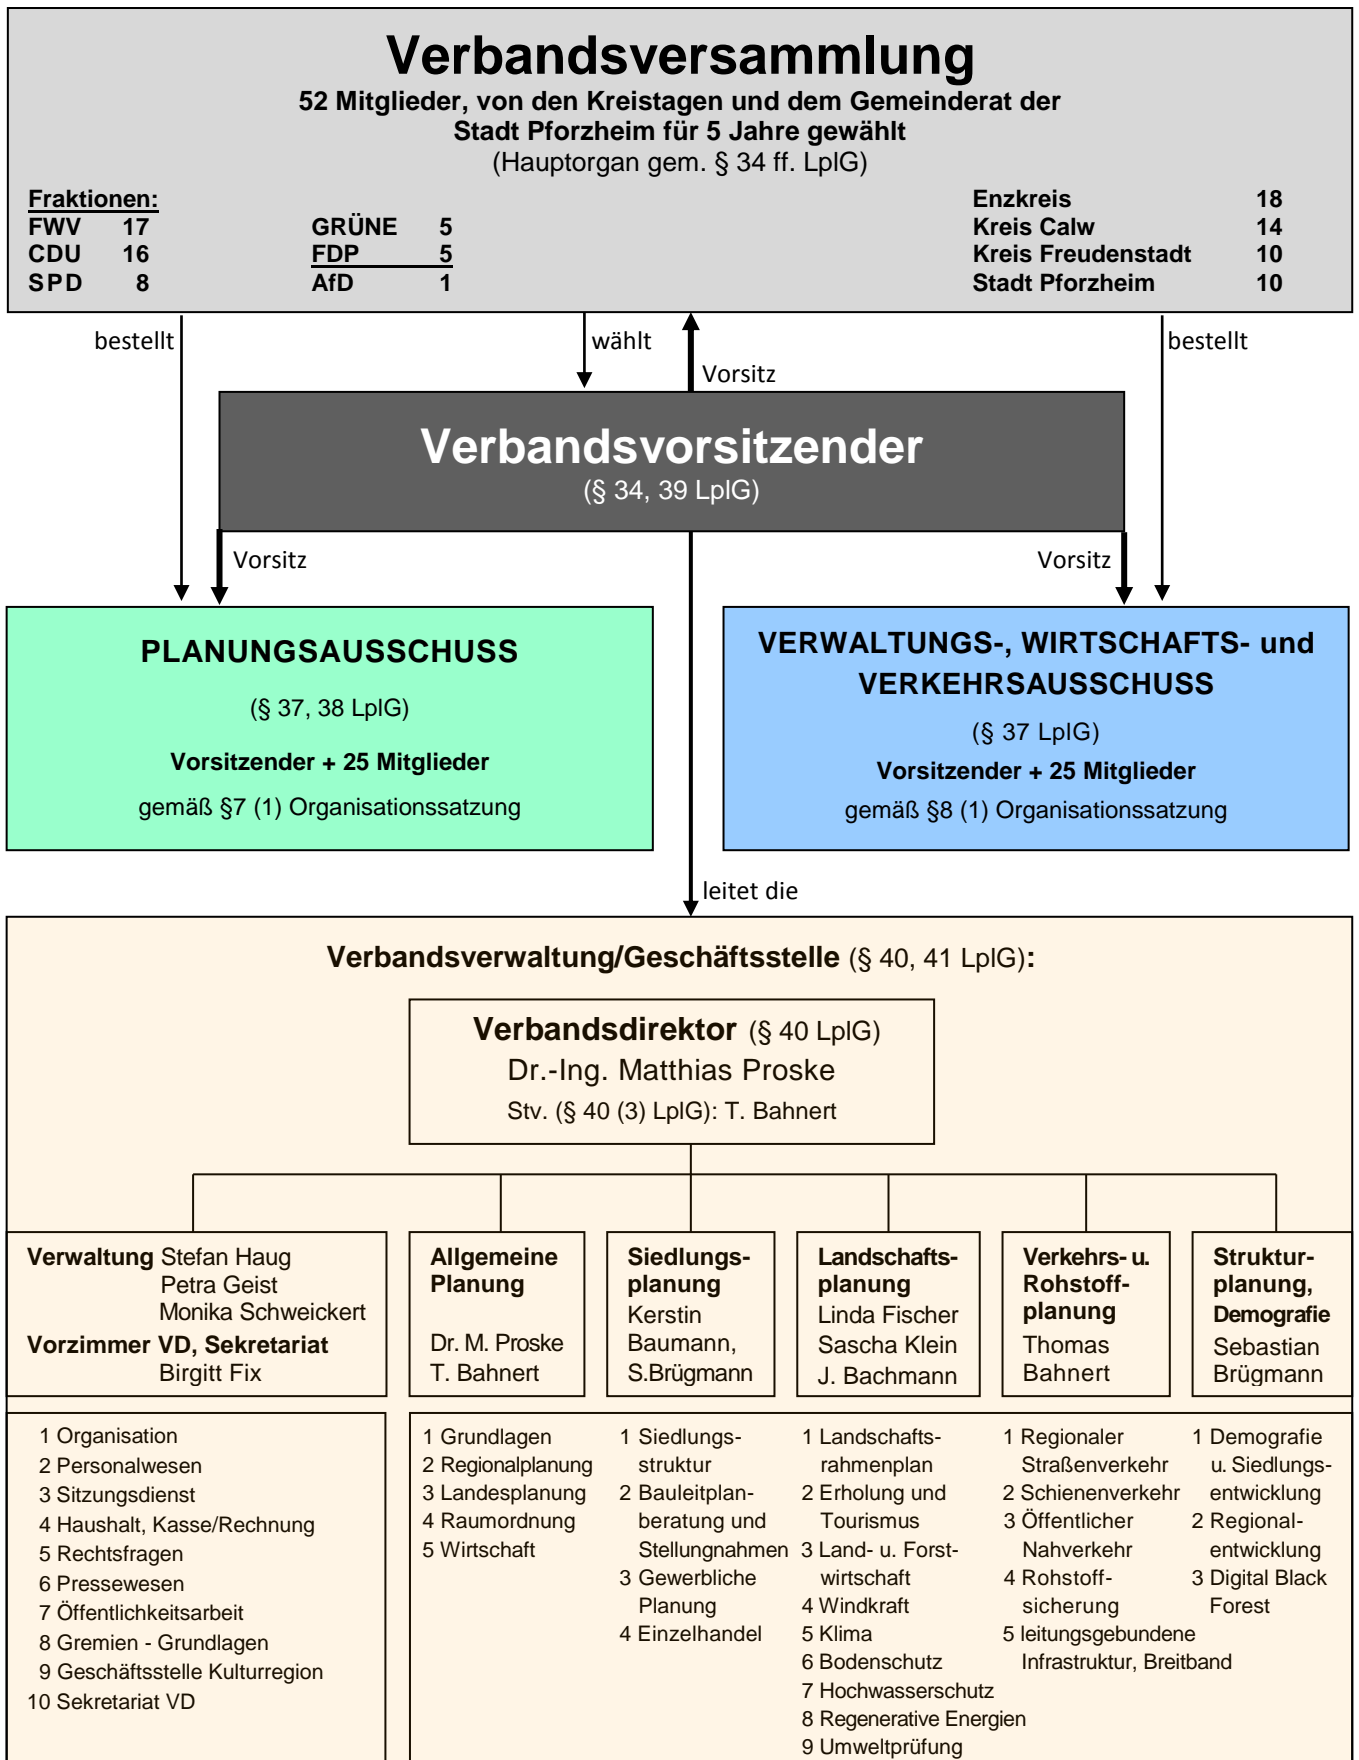 Verbandsversammlung
52 Mitglieder, von den Kreistagen und dem Gemeinderat der
Stadt Pforzheim für 5 Jahre gewählt
(Hauptorgan gem. § 34 ff. LplG)
Fraktionen:
FWV 17
CDU 16
SPD 8
GRÜNE 5
FDP 5
AfD 1
Enzkreis 18
Kreis Calw 14
Kreis Freudenstadt 10
Stadt Pforzheim 10
bestellt
wählt
Vorsitz
bestellt
Verbandsvorsitzender
(§ 34, 39 LplG)
Vorsitz
Vorsitz
PLANUNGSAUSSCHUSS
(§ 37, 38 LplG)
Vorsitzender + 25 Mitglieder
gemäß §7 (1) Organisationssatzung
VERWALTUNGS-, WIRTSCHAFTS- und
VERKEHRSAUSSCHUSS
(§ 37 LplG)
Vorsitzender + 25 Mitglieder
gemäß §8 (1) Organisationssatzung
leitet die
Verbandsverwaltung/Geschäftsstelle (§ 40, 41 LplG):
Verbandsdirektor (§ 40 LplG)
Dr.-Ing. Matthias Proske
Stv. (§ 40 (3) LplG): T. Bahnert
Verwaltung Stefan Haug
Petra Geist
Monika Schweickert
Vorzimmer VD, Sekretariat
Birgitt Fix
Allgemeine
Planung
Dr. M. Proske
T. Bahnert
Siedlungs-
planung
Kerstin
Baumann,
S.Brügmann
Landschafts-
planung
Linda Fischer
Sascha Klein
J. Bachmann
Verkehrs- u.
Rohstoff-
planung
Thomas
Bahnert
Struktur-
planung,
Demografie
Sebastian
Brügmann
1 Organisation
2 Personalwesen
3 Sitzungsdienst
4 Haushalt, Kasse/Rechnung
5 Rechtsfragen
6 Pressewesen
7 Öffentlichkeitsarbeit
8 Gremien - Grundlagen
9 Geschäftsstelle Kulturregion
10 Sekretariat VD
1 Grundlagen
2 Regionalplanung
3 Landesplanung
4 Raumordnung
5 Wirtschaft
1 Siedlungs-
struktur
2 Bauleitplan-
beratung und
Stellungnahmen
3 Gewerbliche
Planung
4 Einzelhandel
1 Landschafts-
rahmenplan
2 Erholung und
Tourismus
3 Land- u. Forst-
wirtschaft
4 Windkraft
5 Klima
6 Bodenschutz
7 Hochwasserschutz
8 Regenerative Energien
9 Umweltprüfung
1 Regionaler
Straßenverkehr
2 Schienenverkehr
3 Öffentlicher
Nahverkehr
4 Rohstoff-
sicherung
5 leitungsgebundene
Infrastruktur, Breitband
1 Demografie
u. Siedlungs-
entwicklung
2 Regional-
entwicklung
3 Digital Black
Forest